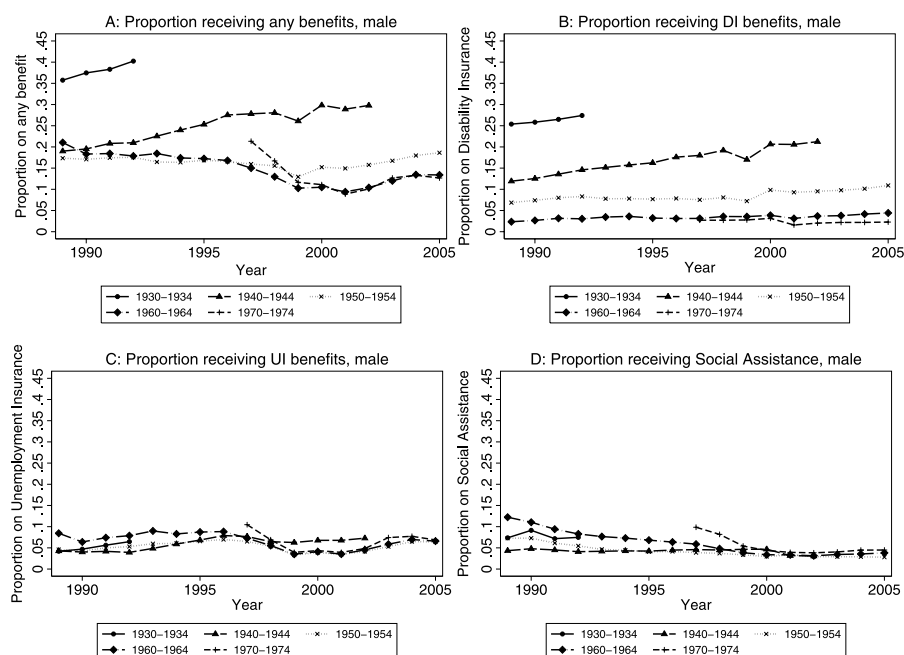 A: Proportion receiving any benefits, male
Proportion on any benefit
0 .05 .1 .15 .2 .25 .3 .35 .4 .45
1990 1995 2000 2005
Year
1930–1934 1940–1944 1950–1954
1960–1964 1970–1974
B: Proportion receiving DI benefits, male
Proportion on Disability Insurance
0 .05 .1 .15 .2 .25 .3 .35 .4 .45
1990 1995 2000 2005
Year
1930–1934 1940–1944 1950–1954
1960–1964 1970–1974
C: Proportion receiving UI benefits, male
Proportion on Unemployment Insurance
0 .05 .1 .15 .2 .25 .3 .35 .4 .45
1990 1995 2000 2005
Year
1930–1934 1940–1944 1950–1954
1960–1964 1970–1974
D: Proportion receiving Social Assistance, male
Proportion on Social Assistance
0 .05 .1 .15 .2 .25 .3 .35 .4 .45
1990 1995 2000 2005
Year
1930–1934 1940–1944 1950–1954
1960–1964 1970–1974